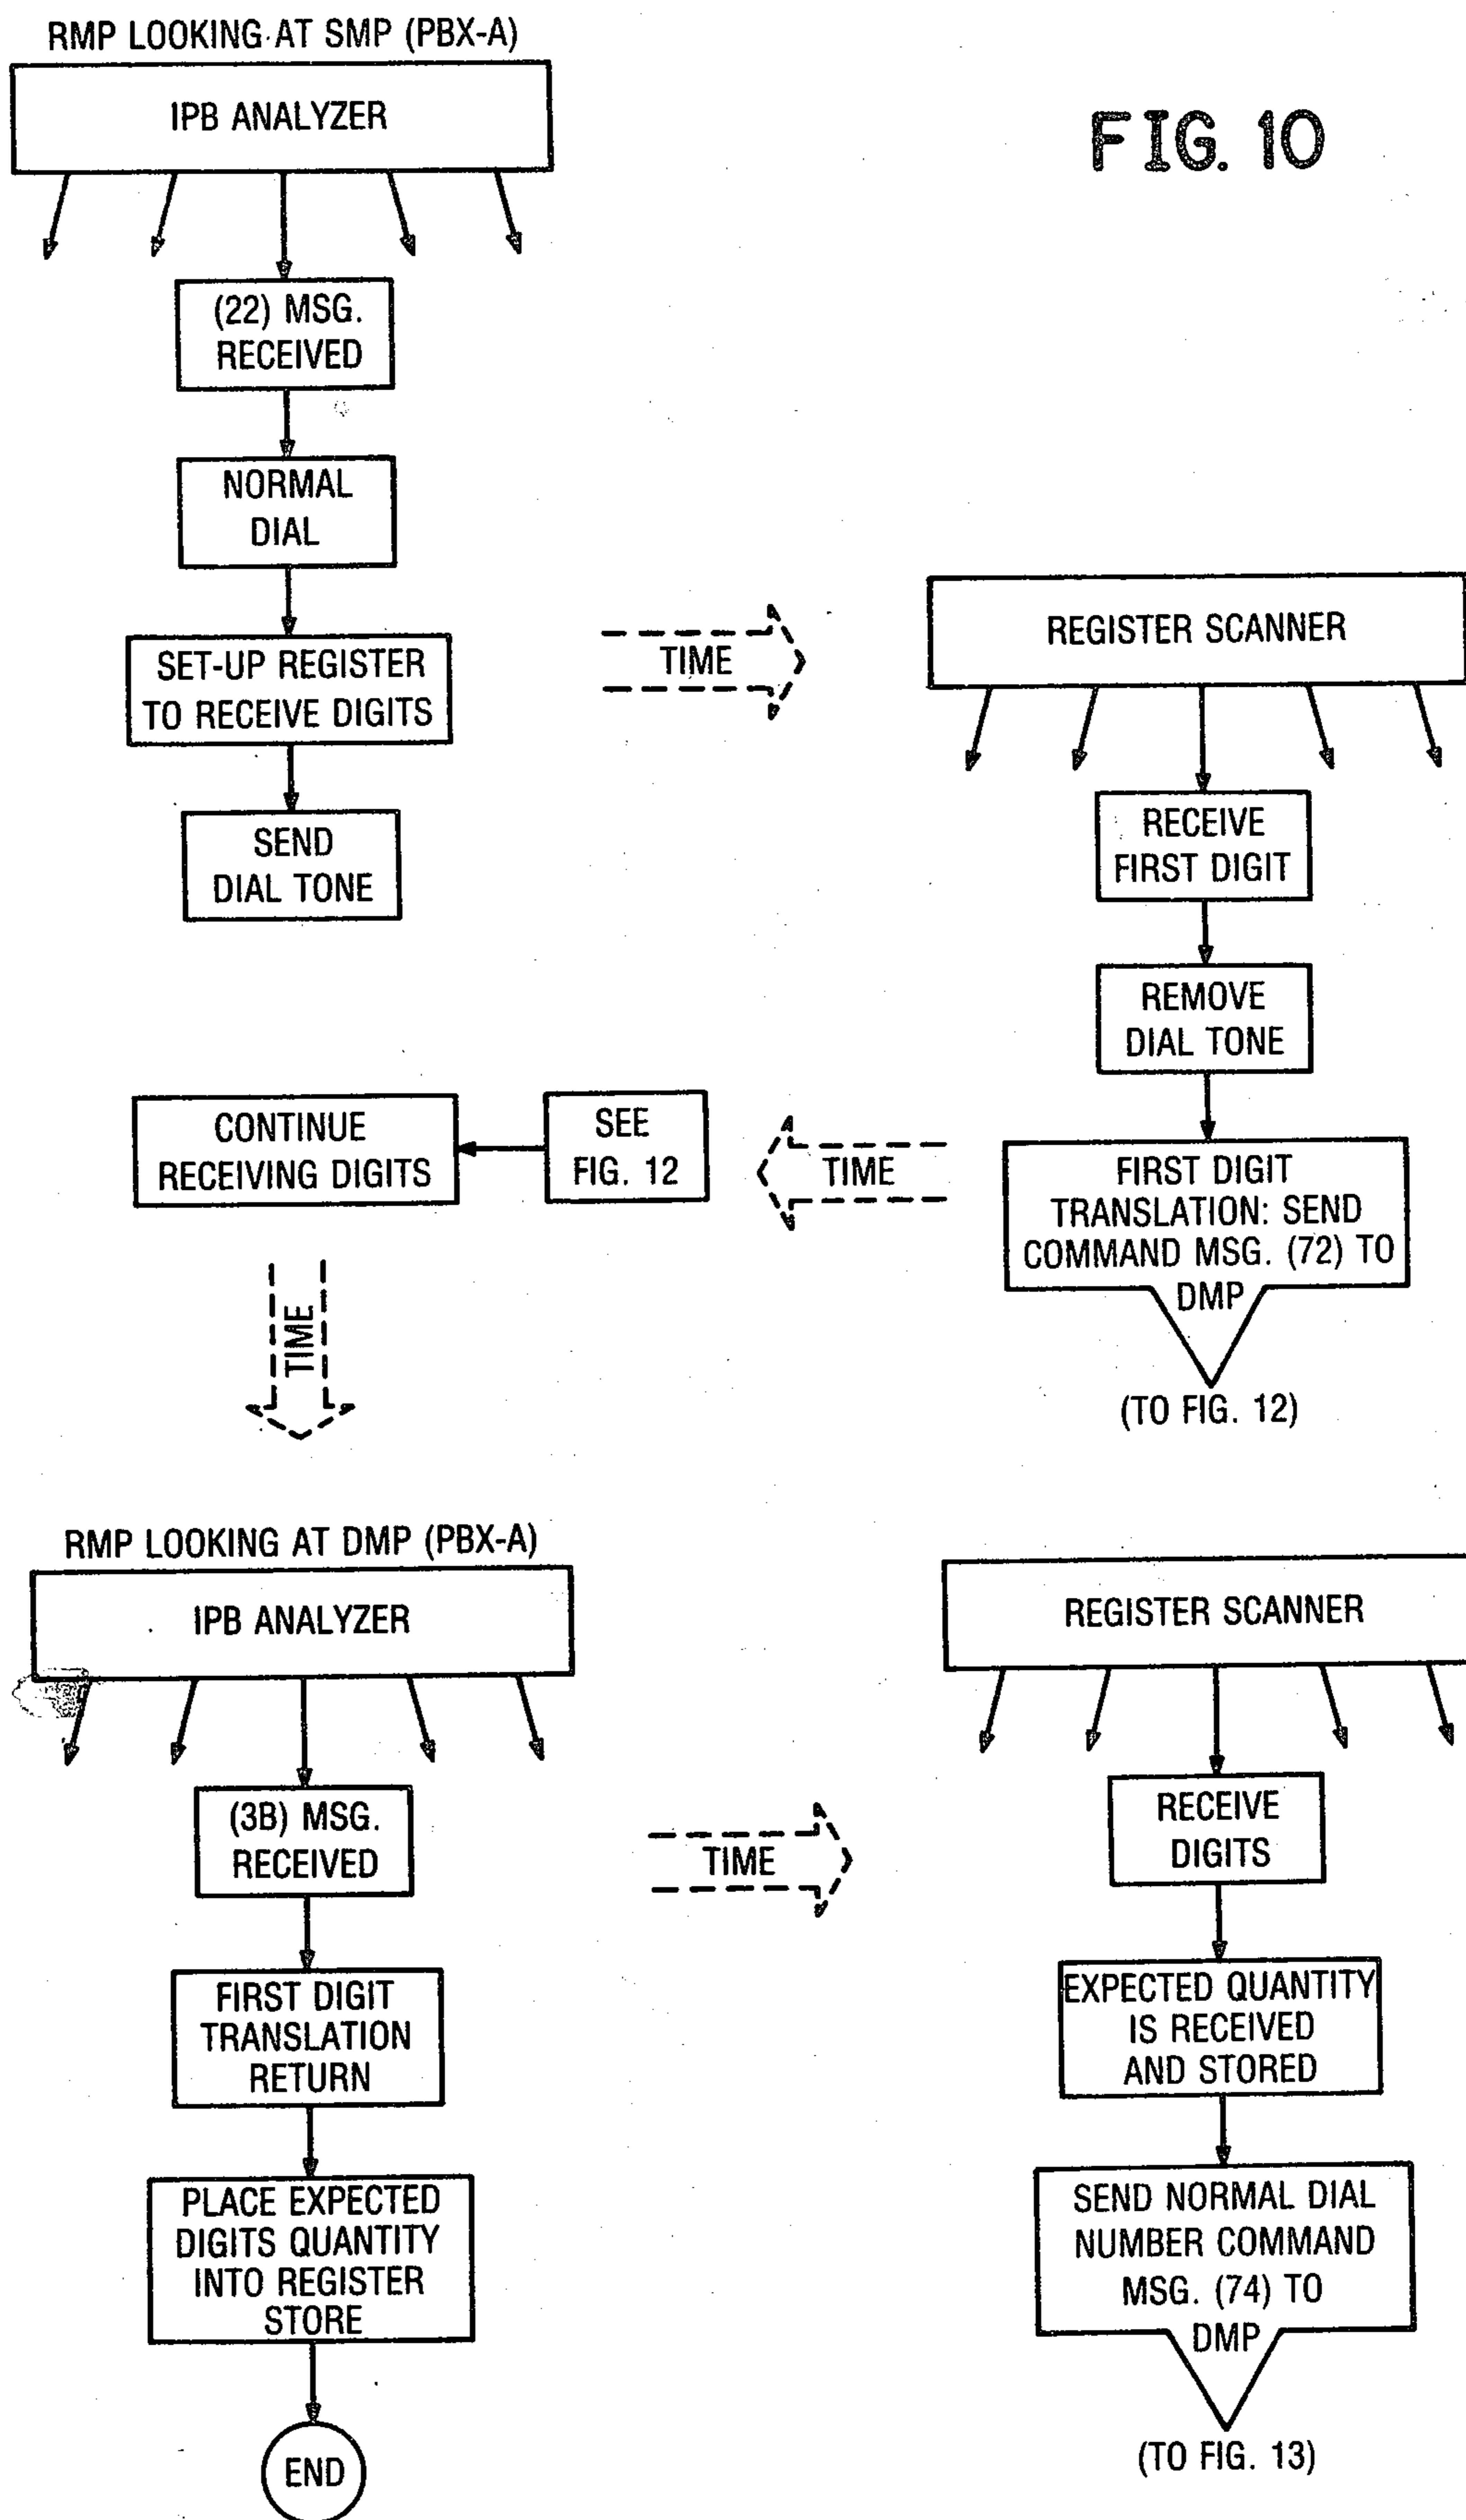 RMP LOOKING AT SMP (PBX-A)
IPB ANALYZER
FIG. 10
(22) MSG.
RECEIVED
NORMAL
DIAL
SET-UP REGISTER
TO RECEIVE DIGITS
SEND
DIAL TONE
TIME
REGISTER SCANNER
RECEIVE
FIRST DIGIT
REMOVE
DIAL TONE
FIRST DIGIT
TRANSLATION: SEND
COMMAND MSG. (72) TO
DMP
(TO FIG. 12)
TIME
SEE
FIG. 12
CONTINUE
RECEIVING DIGITS
TIME
RMP LOOKING AT DMP (PBX-A)
IPB ANALYZER
(3B) MSG.
RECEIVED
FIRST DIGIT
TRANSLATION
RETURN
PLACE EXPECTED
DIGITS QUANTITY
INTO REGISTER
STORE
END
TIME
REGISTER SCANNER
RECEIVE
DIGITS
EXPECTED QUANTITY
IS RECEIVED
AND STORED
SEND NORMAL DIAL
NUMBER COMMAND
MSG. (74) TO
DMP
(TO FIG. 13)